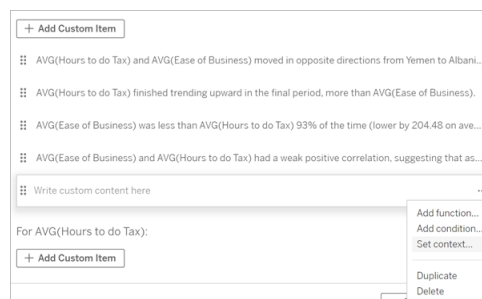 + Add Custom Item
AVG(Hours to do Tax) and AVG(Ease of Business) moved in opposite directions from Yemen to Albani...
AVG(Hours to do Tax) finished trending upward in the final period, more than AVG(Ease of Business).
AVG(Ease of Business) was less than AVG(Hours to do Tax) 93% of the time (lower by 204.48 on ave...
AVG(Ease of Business) and AVG(Hours to do Tax) had a weak positive correlation, suggesting that as...
Write custom content here
Add function...
For AVG(Hours to do Tax):
Add condition...
Set context...
+ Add Custom Item
Duplicate
Delete